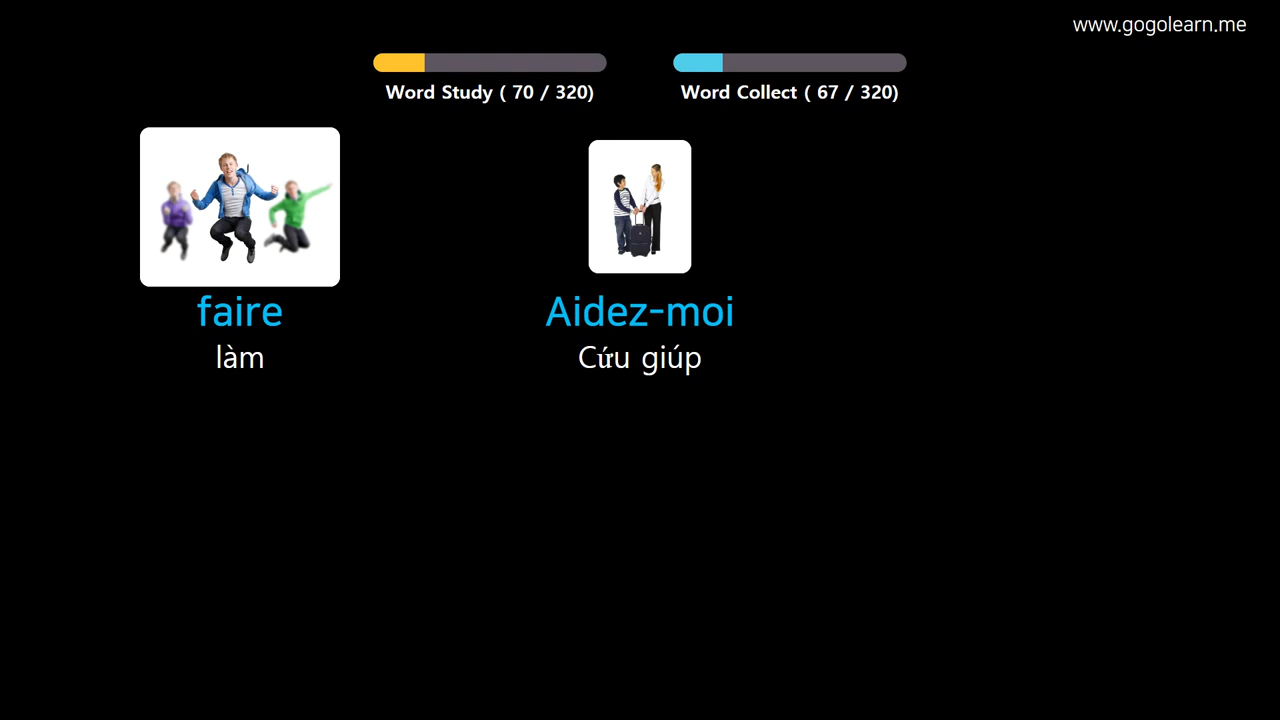 www.gogolearn.me
Word Study ( 70 / 320)
Word Collect ( 67 / 320)
faire
làm
Aidez-moi
Cứu giúp